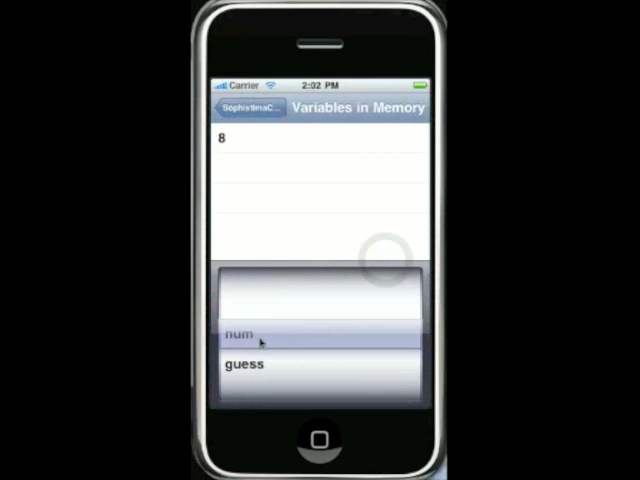 Carrier 2:02 PM
SophistimaC... Variables in Memory
8
num
guess